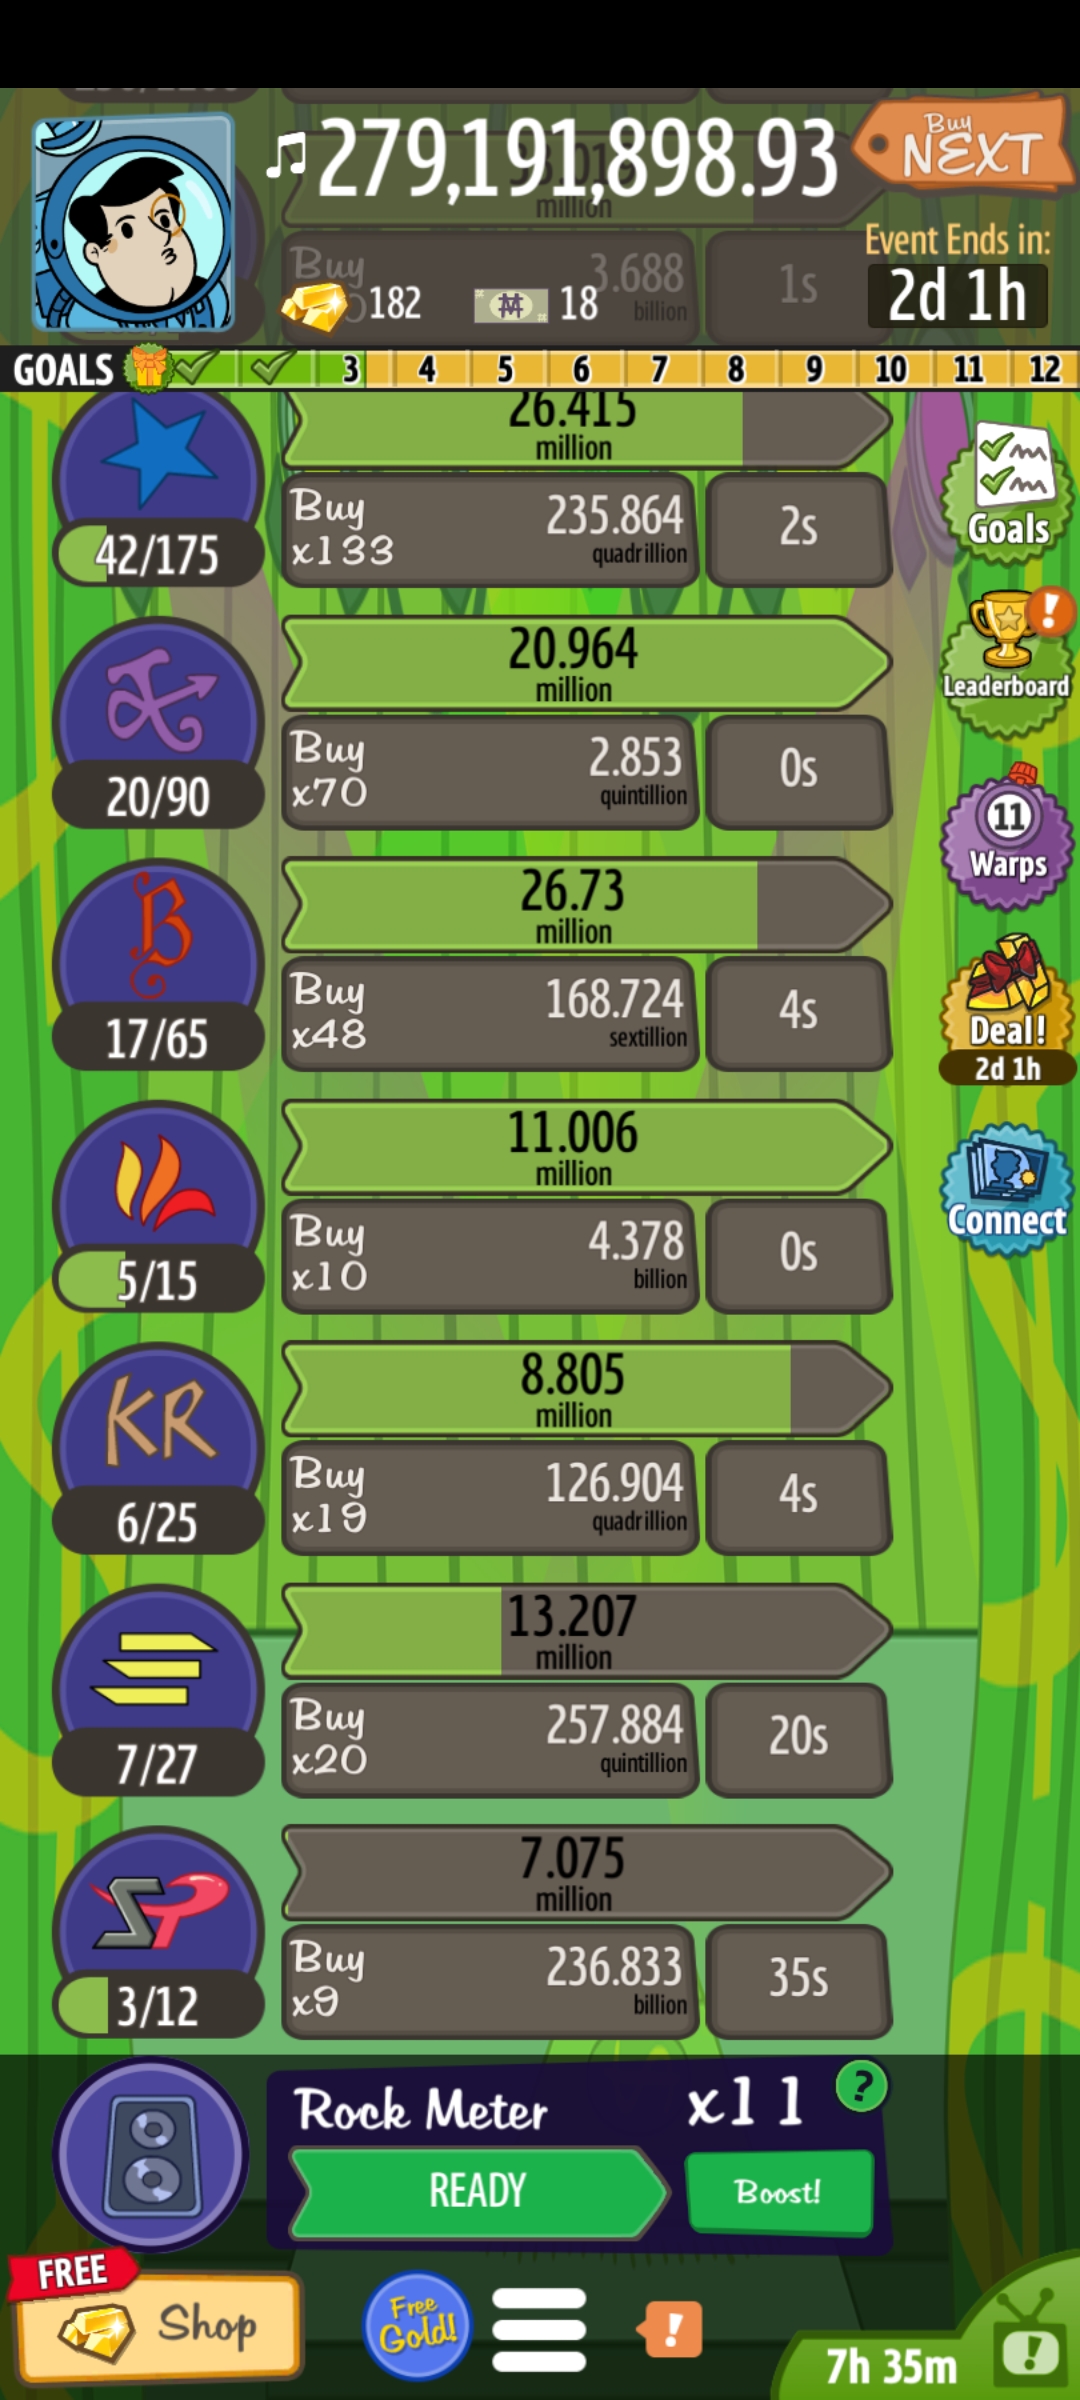 ♫279,191,898.93
Buy
NEXT
million
Buy
3.688
billion
1s
182
18
Event Ends in:
2d 1h
GOALS
3 4 5 6 7 8 9 10 11 12
26.415
million
42/175
Buy
x133
235.864
quadrillion
2s
Goals
20.964
million
20/90
Buy
x70
2.853
quintillion
0s
Leaderboard
26.73
million
B
17/65
Buy
x48
168.724
sextillion
4s
11
Warps
Deal!
2d 1h
11.006
million
5/15
Buy
x10
4.378
billion
0s
Connect
8.805
million
KR
6/25
Buy
x19
126.904
quadrillion
4s
13.207
million
7/27
Buy
x20
257.884
quintillion
20s
7.075
million
SP
3/12
Buy
x9
236.833
billion
35s
Rock Meter
x11
?
READY
Boost!
FREE
Shop
Free
Gold!
!
7h 35m
!